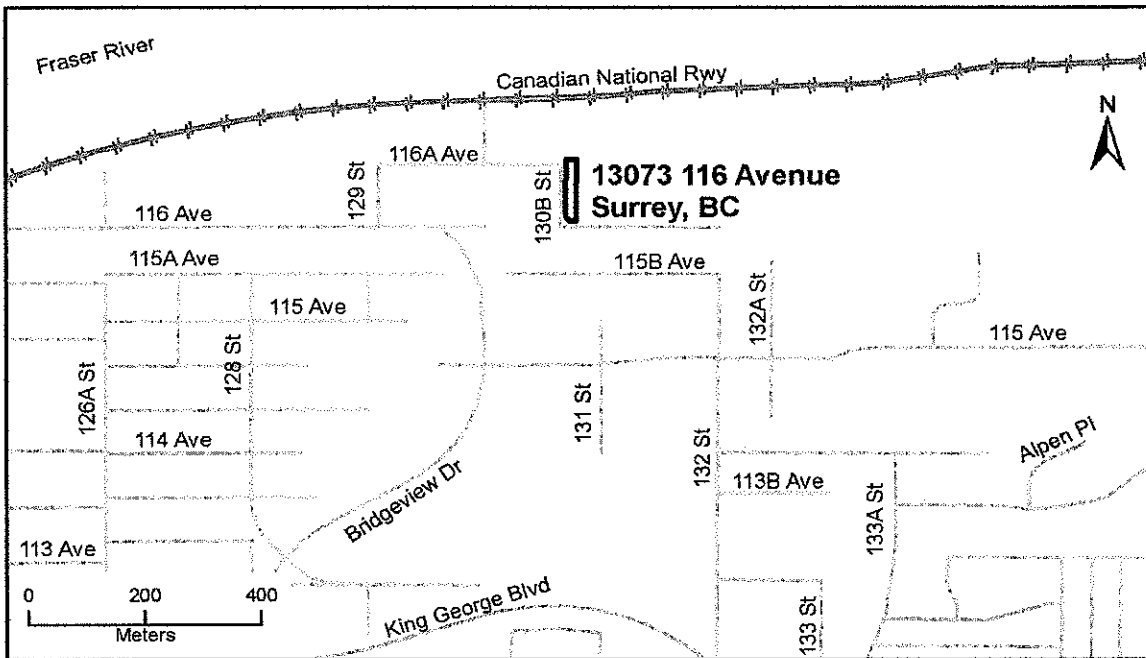 Fraser River
Canadian National Rwy
N
116A Ave
13073 116 Avenue
Surrey, BC
129 St
130B St
116 Ave
115A Ave
115B Ave
132A St
115 Ave
115 Ave
128 St
126A St
131 St
114 Ave
132 St
Alpen Pl
113B Ave
133A St
Bridgeview Dr
113 Ave
King George Blvd
133 St
0 200 400
Meters